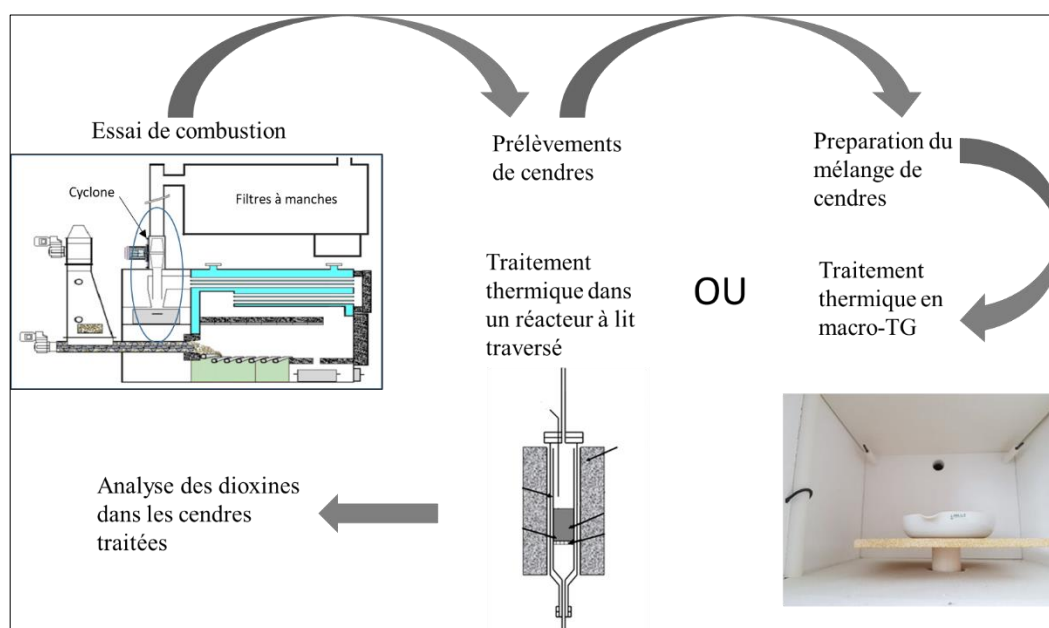 Essai de combustion
Cyclone
Filtres à manches
Prélèvements
de cendres
Preparation du
mélange de
cendres
Traitement
thermique dans
un réacteur à lit
traversé
OU
Traitement
thermique en
macro-TG
Analyse des dioxines
dans les cendres
traitées